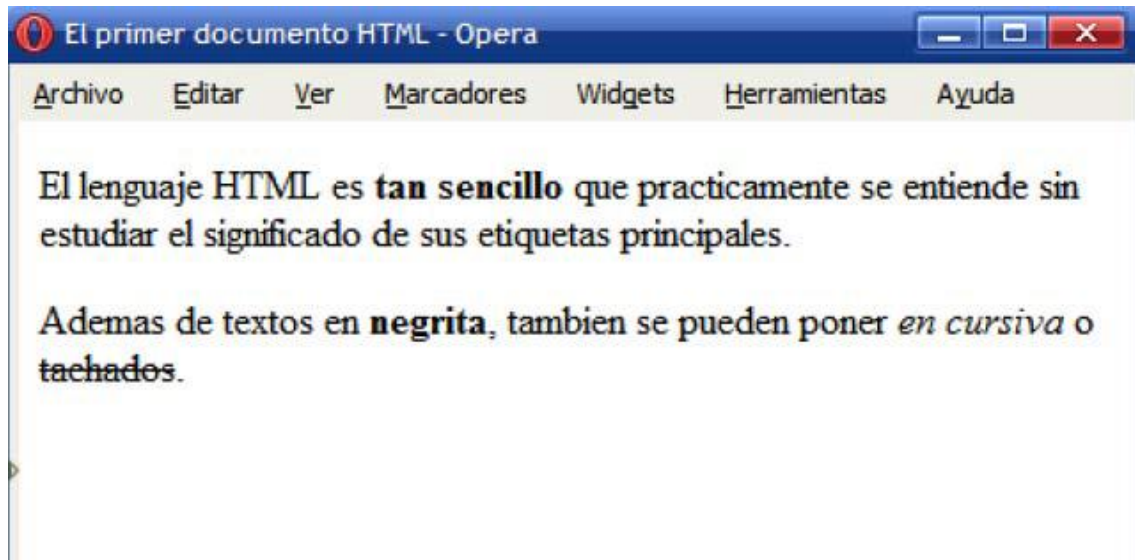 El primer documento HTML - Opera
Archivo Editar Ver Marcadores Widgets Herramientas Ayuda
El lenguaje HTML es tan sencillo que practicamente se entiende sin
estudiar el significado de sus etiquetas principales.
Ademas de textos en negrita, tambien se pueden poner en cursiva o
tachados.